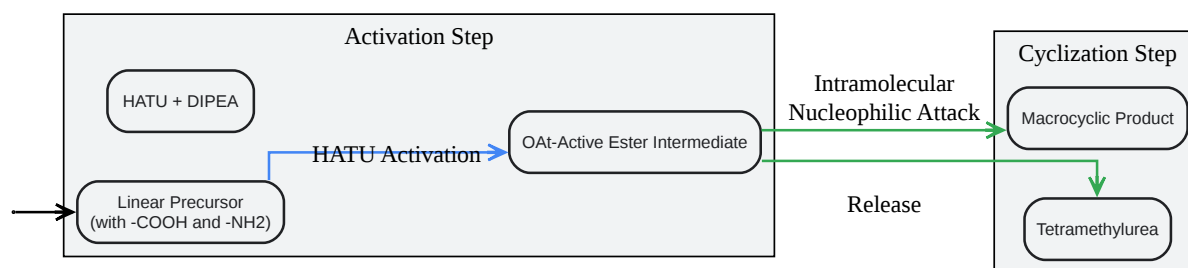 Activation Step
HATU + DIPEA
Linear Precursor
(with -COOH and -NH2)
HATU Activation
OAt-Active Ester Intermediate
Intramolecular
Nucleophilic Attack
Release
Cyclization Step
Macrocyclic Product
Tetramethylurea